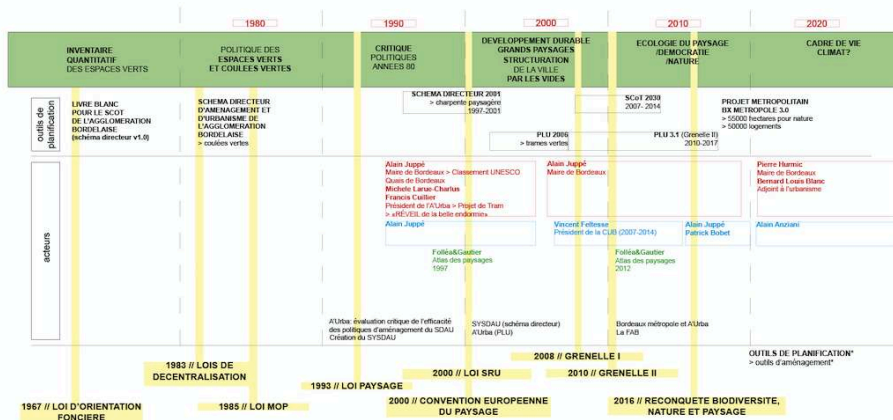 1980
1990
2000
2010
2020
INVENTAIRE
QUANTITATIF
DES ESPACES VERTS
POLITIQUE DES
ESPACES VERTS
ET COULEES VERTES
CRITIQUE
POLITIQUES
ANNEES 80
DEVELOPPEMENT DURABLE
GRANDS PAYSAGES
STRUCTURATION
DE LA VILLE
PAR LES VIDES
ECOLOGIE DU PAYSAGE
/DEMOCRATIE
/NATURE
CADRE DE VIE
CLIMAT?
outils de
planification
LIVRE BLANC
POUR LE SCOT
DE L'AGGLOMERATION
BORDELAISE
(schéma directeur v1.0)
SCHEMA DIRECTEUR
D'AMENAGEMENT ET
D'URBANISME DE
L'AGGLOMERATION
BORDELAISE
> coulées vertes
SCHEMA DIRECTEUR 2001
> charpente paysagère
1997-2001
PLU 2006
> trames vertes
SCoT 2030
2007- 2014
PLU 3.1 (Grenelle II)
2010-2017
PROJET METROPOLITAIN
BX METROPOLE 3.0
> 55000 hectares pour nature
> 50000 logements
acteurs
Alain Juppé
Maire de Bordeaux > Classement UNESCO
Quais de Bordeaux
Michele Larue-Charlus
Francis Cuillier
Président de l'A'Urba > Projet de Tram
> «RÉVEIL de la belle endormie»
Alain Juppé
Maire de Bordeaux
Pierre Hurmic
Maire de Bordeaux
Bernard Louis Blanc
Adjoint à l'urbanisme
Alain Juppé
Vincent Feltesse
Président de la CUB (2007-2014)
Alain Juppé
Patrick Bobet
Alain Anziani
Folléa&Gautier
Atlas des paysages
1997
Folléa&Gautier
Atlas des paysages
2012
A'Urba: évaluation critique de l'efficacité
des politiques d'aménagement du SDAU
Création du SYSDAU
SYSDAU (schéma directeur)
A'Urba (PLU)
Bordeaux métropole et A'Urba
La FAB
OUTILS DE PLANIFICATION*
> outils d'aménagement*
1983 // LOIS DE
DECENTRALISATION
2008 // GRENELLE I
2000 // LOI SRU
2010 // GRENELLE II
1993 // LOI PAYSAGE
1967 // LOI D'ORIENTATION
FONCIERE
1985 // LOI MOP
2000 // CONVENTION EUROPEENNE
DU PAYSAGE
2016 // RECONQUETE BIODIVERSITE,
NATURE ET PAYSAGE